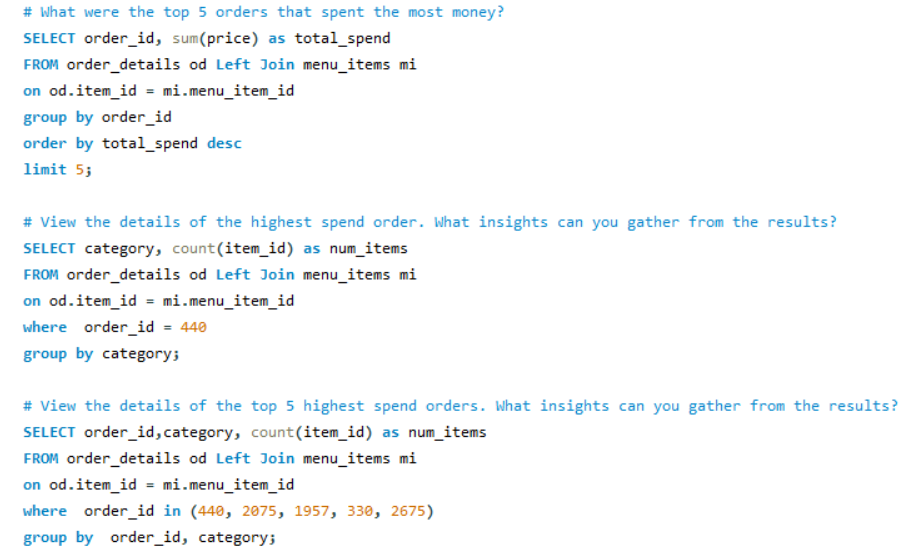 # What were the top 5 orders that spent the most money?
SELECT order_id, sum(price) as total_spend
FROM order_details od Left Join menu_items mi
on od.item_id = mi.menu_item_id
group by order_id
order by total_spend desc
limit 5;
# View the details of the highest spend order. What insights can you gather from the results?
SELECT category, count(item_id) as num_items
FROM order_details od Left Join menu_items mi
on od.item_id = mi.menu_item_id
where  order_id = 440
group by category;
# View the details of the top 5 highest spend orders. What insights can you gather from the results?
SELECT order_id,category, count(item_id) as num_items
FROM order_details od Left Join menu_items mi
on od.item_id = mi.menu_item_id
where  order_id in (440, 2075, 1957, 330, 2675)
group by  order_id, category;